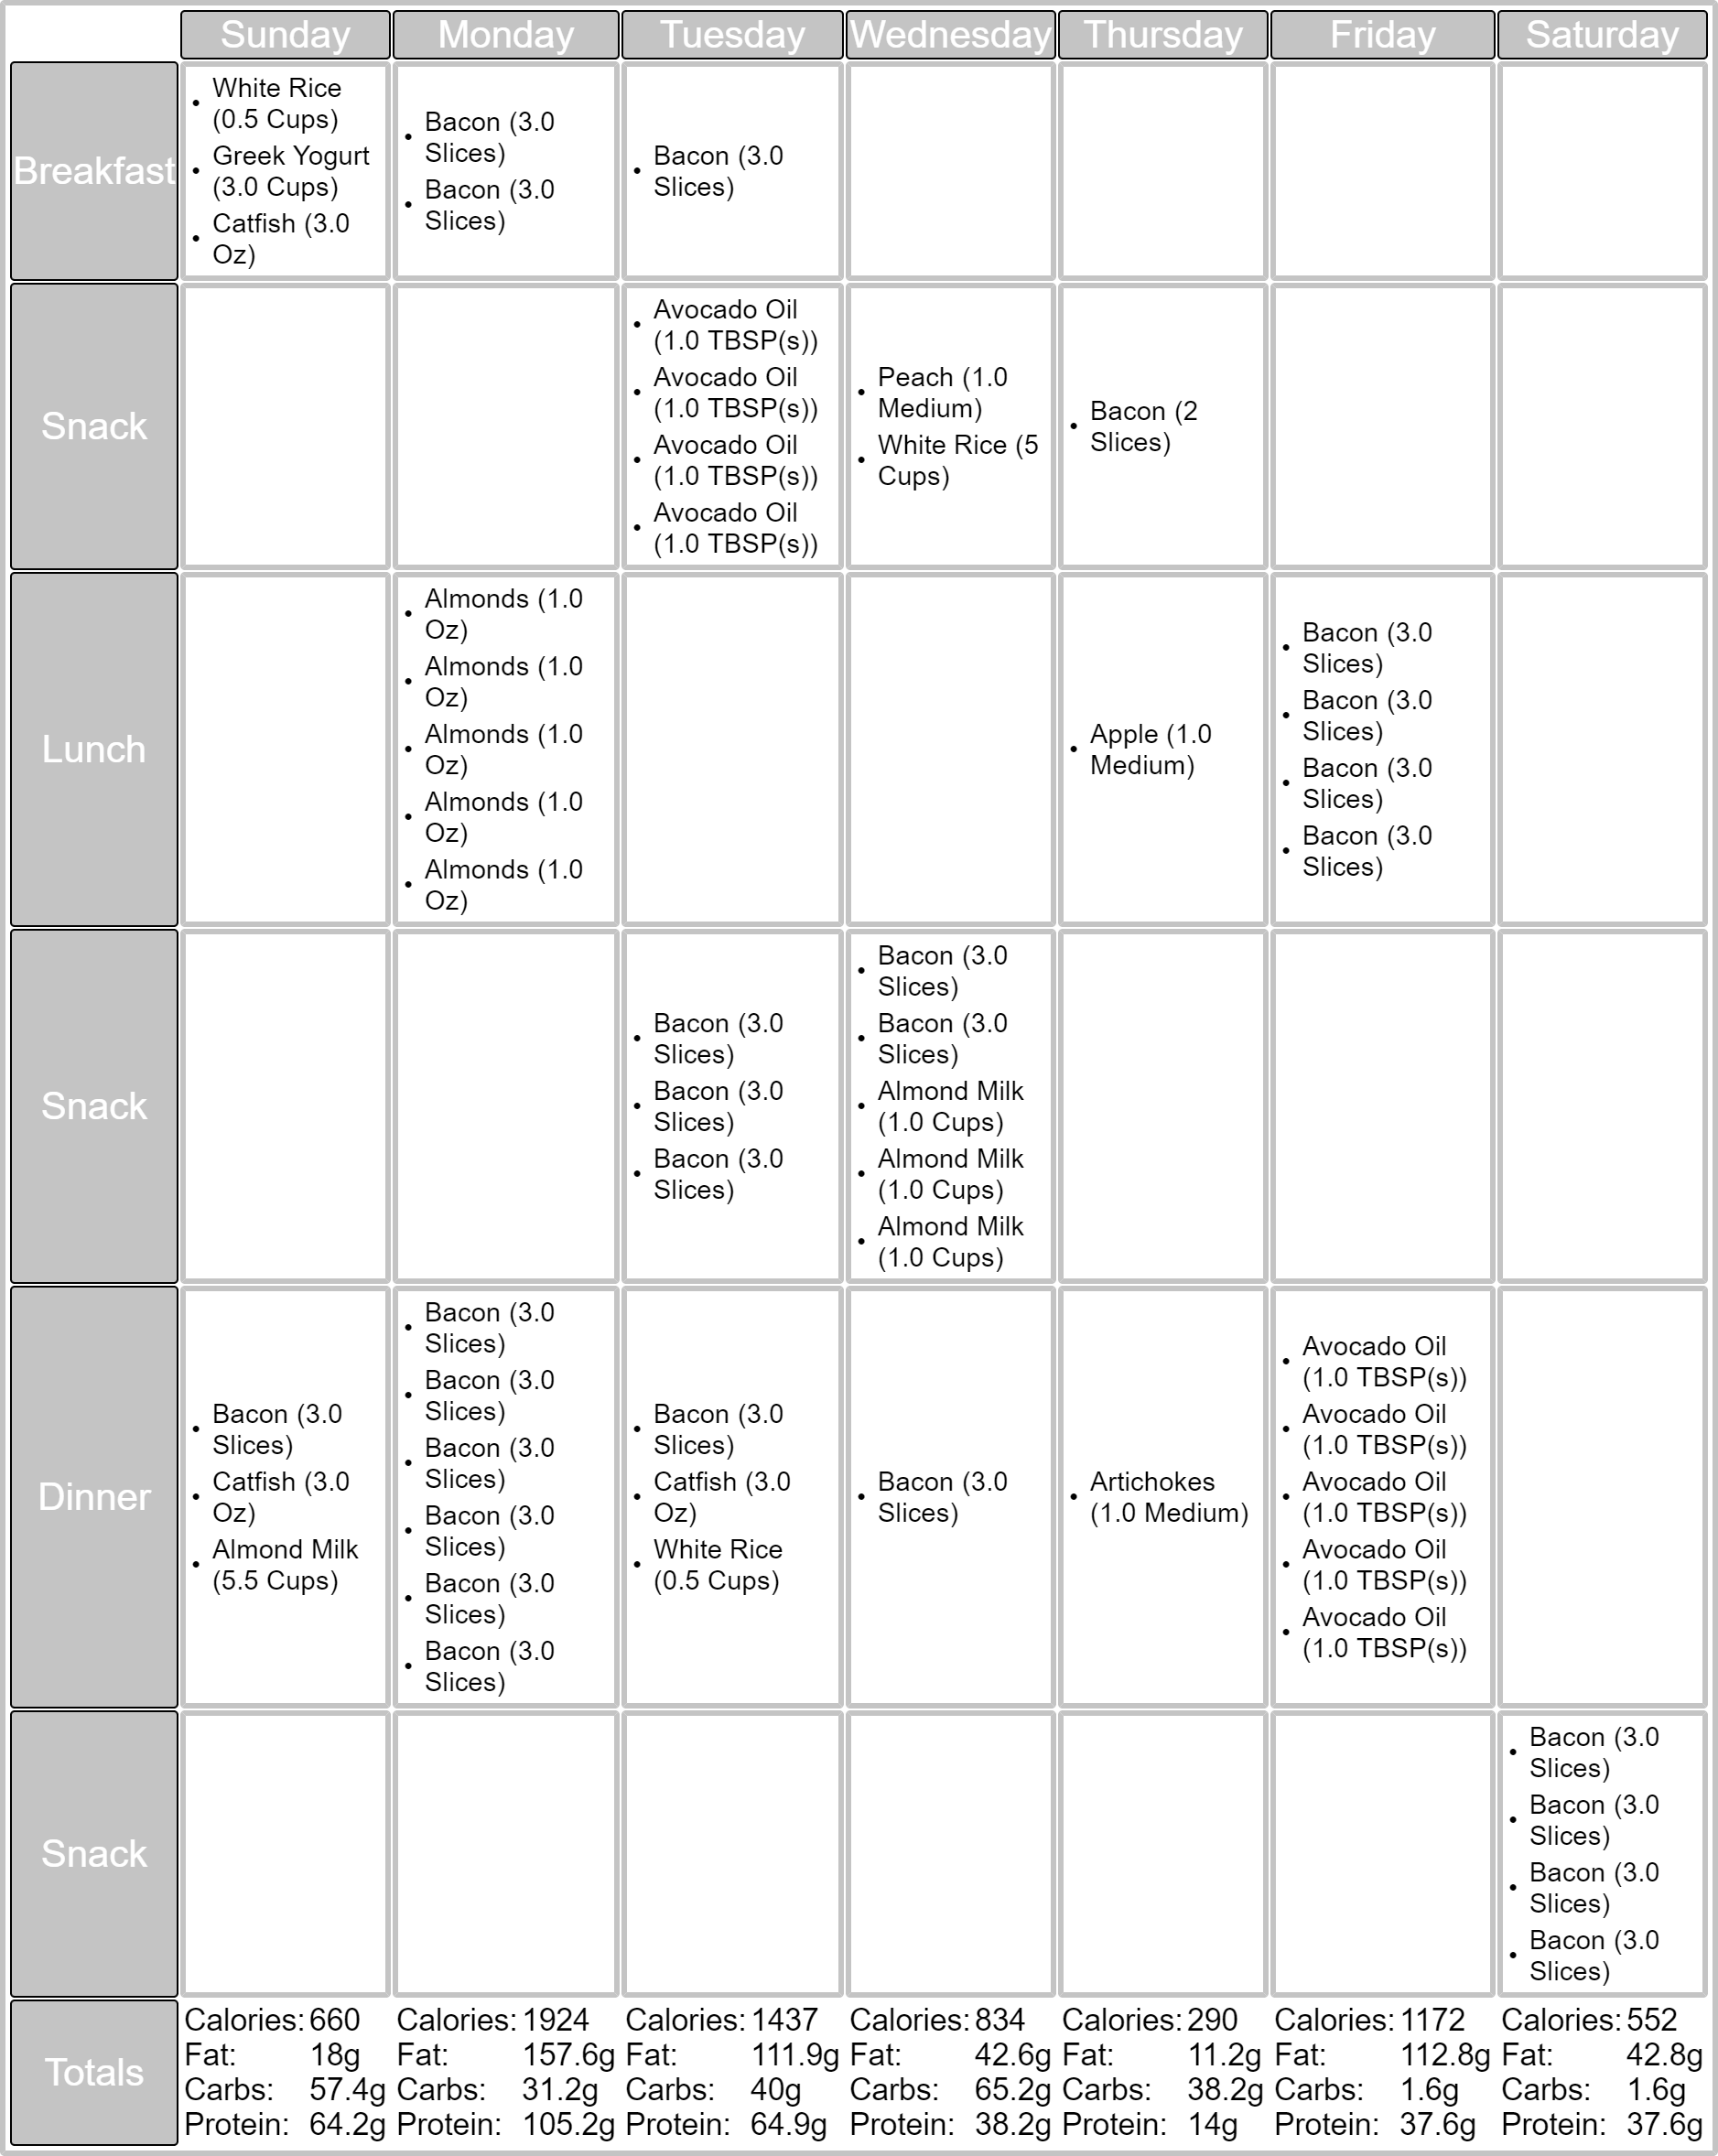 Sunday Monday Tuesday Wednesday Thursday Friday Saturday
Breakfast
• White Rice
(0.5 Cups)
• Greek Yogurt
(3.0 Cups)
• Catfish (3.0
Oz)
• Bacon (3.0
Slices)
• Bacon (3.0
Slices)
• Bacon (3.0
Slices)
Snack
• Avocado Oil
(1.0 TBSP(s))
• Avocado Oil
(1.0 TBSP(s))
• Avocado Oil
(1.0 TBSP(s))
• Avocado Oil
(1.0 TBSP(s))
• Peach (1.0
Medium)
• White Rice (5
Cups)
• Bacon (2
Slices)
Lunch
• Almonds (1.0
Oz)
• Almonds (1.0
Oz)
• Almonds (1.0
Oz)
• Almonds (1.0
Oz)
• Almonds (1.0
Oz)
• Apple (1.0
Medium)
• Bacon (3.0
Slices)
• Bacon (3.0
Slices)
• Bacon (3.0
Slices)
• Bacon (3.0
Slices)
Snack
• Bacon (3.0
Slices)
• Bacon (3.0
Slices)
• Bacon (3.0
Slices)
• Bacon (3.0
Slices)
• Bacon (3.0
Slices)
• Almond Milk
(1.0 Cups)
• Almond Milk
(1.0 Cups)
• Almond Milk
(1.0 Cups)
Dinner
• Bacon (3.0
Slices)
• Catfish (3.0
Oz)
• Almond Milk
(5.5 Cups)
• Bacon (3.0
Slices)
• Bacon (3.0
Slices)
• Bacon (3.0
Slices)
• Bacon (3.0
Slices)
• Bacon (3.0
Slices)
• Bacon (3.0
Slices)
• Bacon (3.0
Slices)
• Catfish (3.0
Oz)
• White Rice
(0.5 Cups)
• Bacon (3.0
Slices)
• Artichokes
(1.0 Medium)
• Avocado Oil
(1.0 TBSP(s))
• Avocado Oil
(1.0 TBSP(s))
• Avocado Oil
(1.0 TBSP(s))
• Avocado Oil
(1.0 TBSP(s))
• Avocado Oil
(1.0 TBSP(s))
Snack
• Bacon (3.0
Slices)
• Bacon (3.0
Slices)
• Bacon (3.0
Slices)
• Bacon (3.0
Slices)
Totals
Calories: 660
Fat: 18g
Carbs: 57.4g
Protein: 64.2g
Calories: 1924
Fat: 157.6g
Carbs: 31.2g
Protein: 105.2g
Calories: 1437
Fat: 111.9g
Carbs: 40g
Protein: 64.9g
Calories: 834
Fat: 42.6g
Carbs: 65.2g
Protein: 38.2g
Calories: 290
Fat: 11.2g
Carbs: 38.2g
Protein: 14g
Calories: 1172
Fat: 112.8g
Carbs: 1.6g
Protein: 37.6g
Calories: 552
Fat: 42.8g
Carbs: 1.6g
Protein: 37.6g